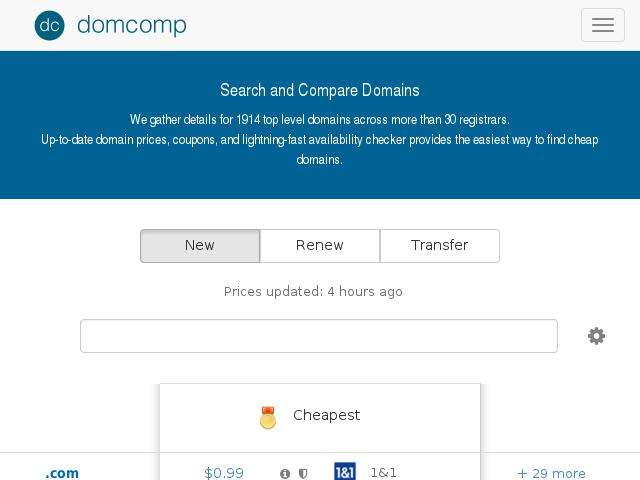 dc domcomp
Search and Compare Domains
We gather details for 1914 top level domains across more than 30 registrars.
Up-to-date domain prices, coupons, and lightning-fast availability checker provides the easiest way to find cheap
domains.
New Renew Transfer
Prices updated: 4 hours ago
Cheapest
.com $0.99 1&1 1&1 + 29 more